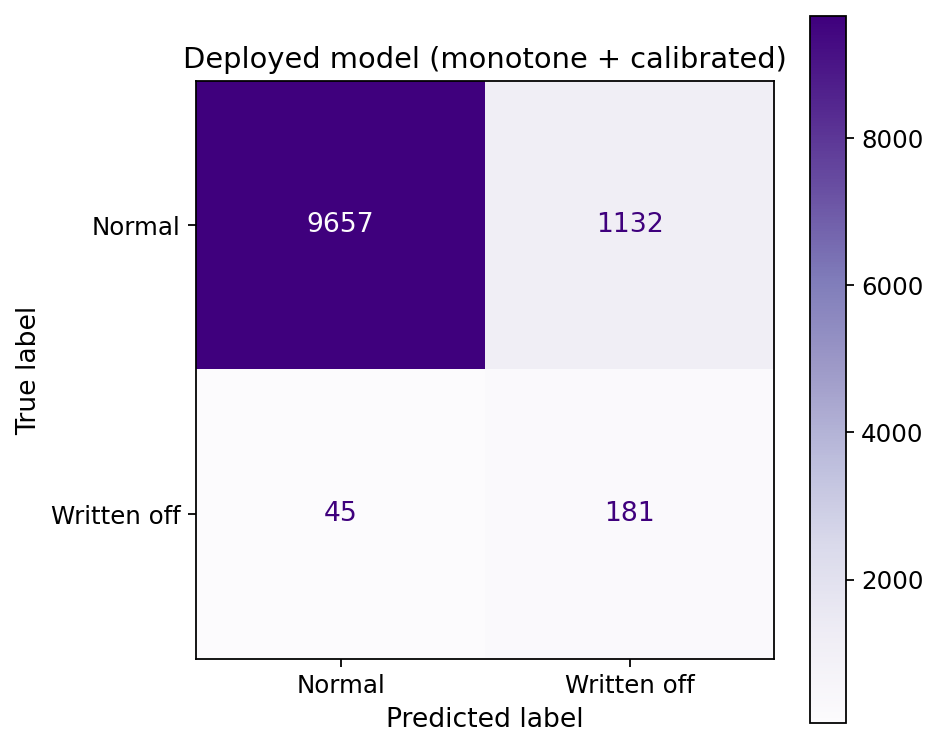 Deployed model (monotone + calibrated)
True label
Normal
9657
1132
Written off
45
181
Normal
Written off
Predicted label
8000
6000
4000
2000